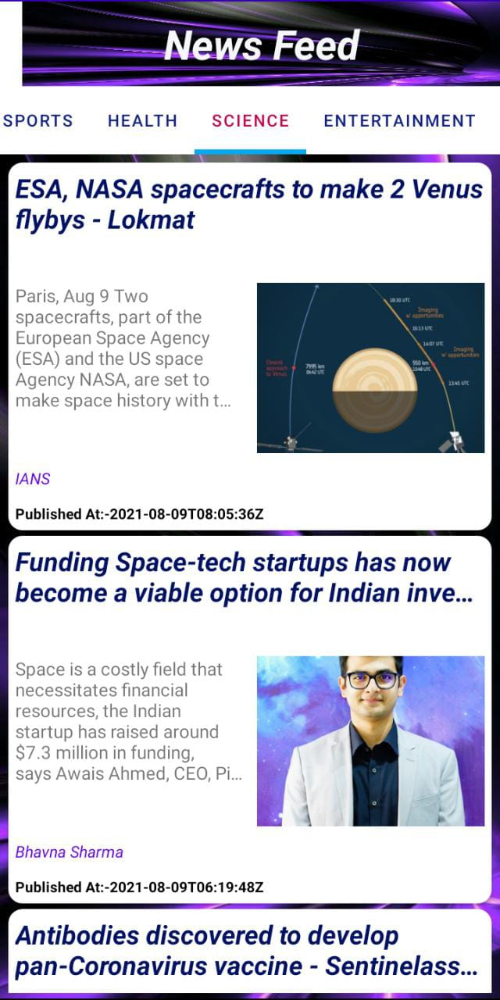 News Feed
SPORTS HEALTH SCIENCE ENTERTAINMENT
ESA, NASA spacecrafts to make 2 Venus
flybys - Lokmat
Paris, Aug 9 Two
spacecrafts, part of the
European Space Agency
(ESA) and the US space
Agency NASA, are set to
make space history with t...
18:30 UTC
Imaging
opportunities
16:13 UTC
14:07 UTC
Imaging
opportunities
Closest
approach
to Venus
7995 km
04:42 UTC
550 km
13:48 UTC
13:45 UTC
IANS
Published At:-2021-08-09T08:05:36Z
Funding Space-tech startups has now
become a viable option for Indian inve...
Space is a costly field that
necessitates financial
resources, the Indian
startup has raised around
$7.3 million in funding,
says Awais Ahmed, CEO, Pi...
Bhavna Sharma
Published At:-2021-08-09T06:19:48Z
Antibodies discovered to develop
pan-Coronavirus vaccine - Sentinelass...